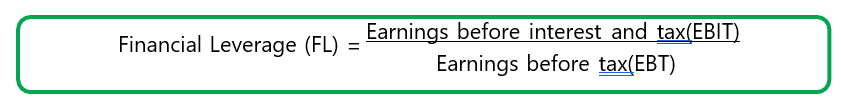 Financial Leverage (FL) = Earnings before interest and tax(EBIT)
Earnings before tax(EBT)